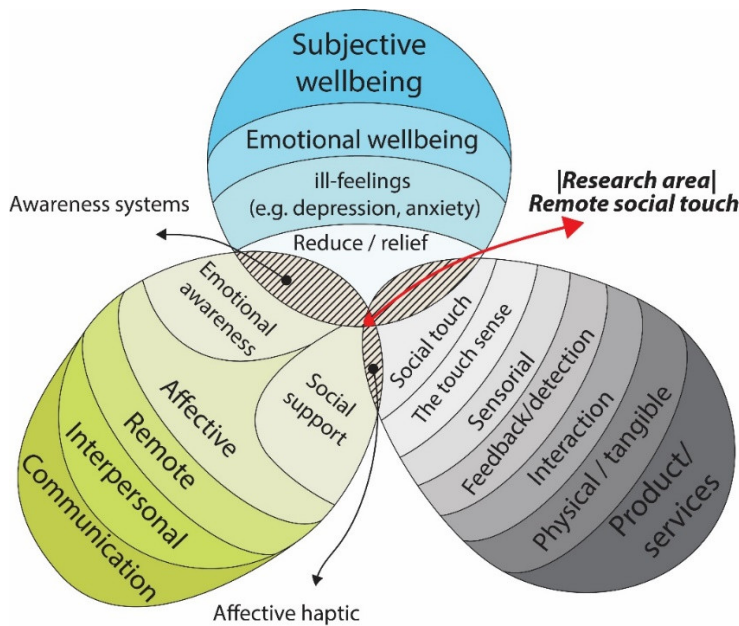 Subjective
wellbeing
Emotional wellbeing
ill-feelings
(e.g. depression, anxiety)
Reduce / relief
Awareness systems
|Research area|
Remote social touch
Emotional
awareness
Social
support
Affective
Remote
Interpersonal
Communication
Social touch
The touch sense
Sensorial
Feedback/detection
Interaction
Physical / tangible
Product/
services
Affective haptic